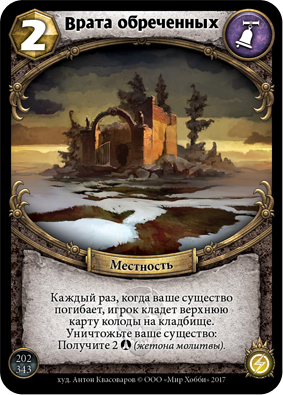 2
Врата обреченных
Местность
Каждый раз, когда ваше существо
погибает, игрок кладет верхнюю
карту колоды на кладбище.
Уничтожьте ваше существо:
Получите 2 (жетона молитвы).
202
343
худ. Антон Квасоваров © ООО «Мир Хобби» 2017